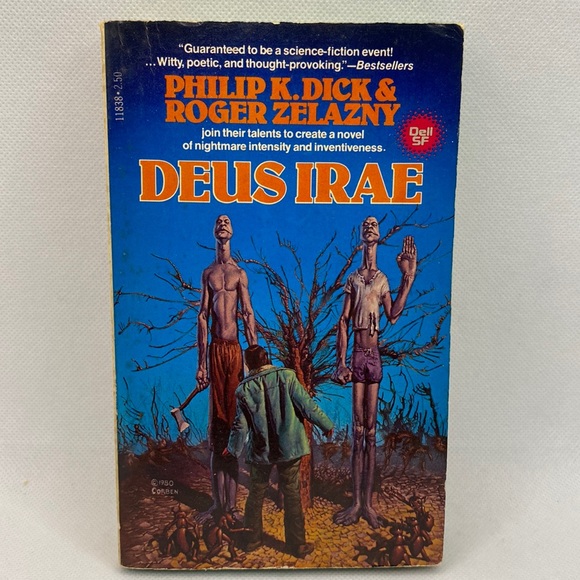 "Guaranteed to be a science-fiction event!
...Witty, poetic, and thought-provoking."—Bestsellers
PHILIP K. DICK &
ROGER ZELAZNY
join their talents to create a novel
of nightmare intensity and inventiveness.
Dell
SF
DEUS IRAE
11838 • 2.50
©1980
CORBEN